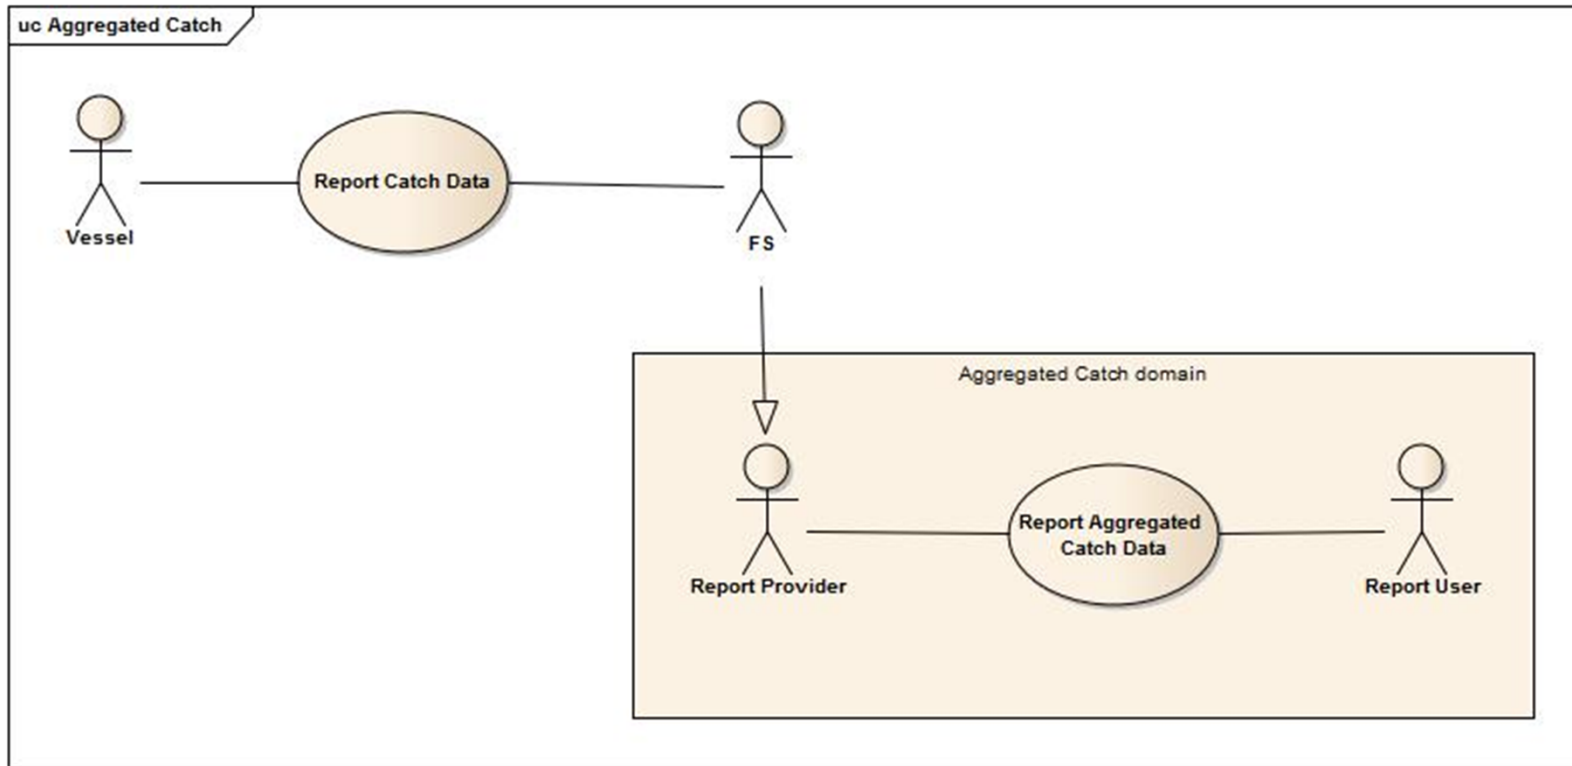 uc Aggregated Catch
Report Catch Data
Vessel
FS
Aggregated Catch domain
Report Aggregated
Catch Data
Report Provider
Report User